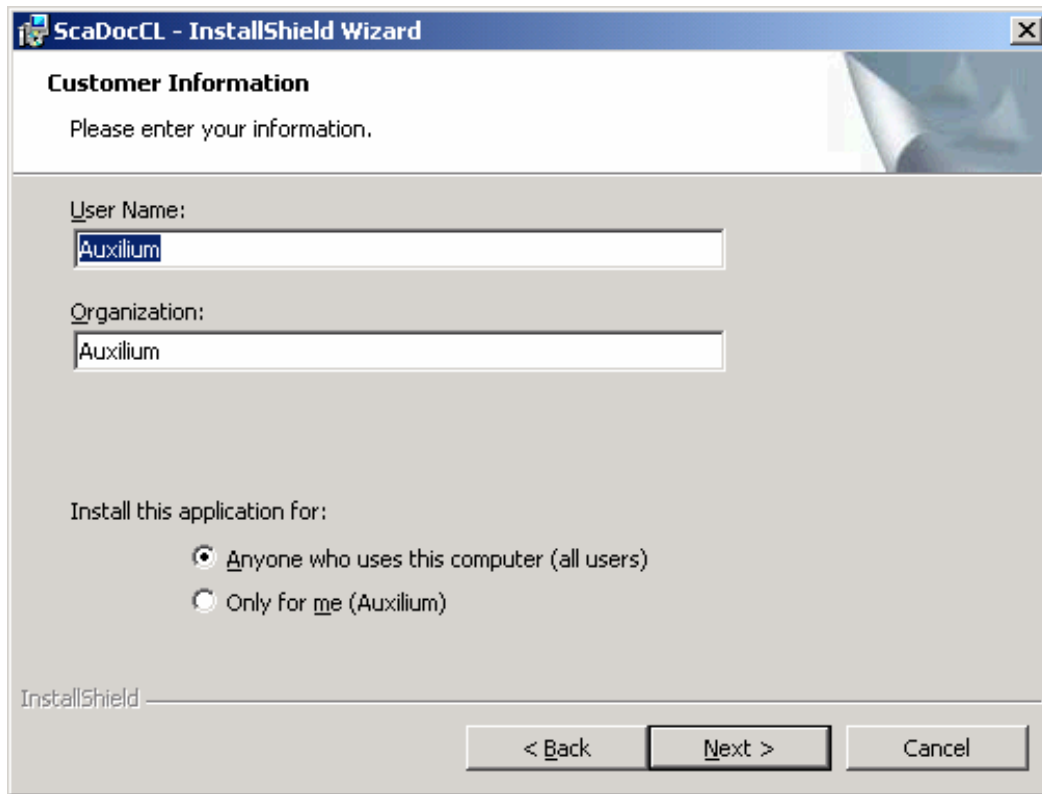 ScaDocCL - InstallShield Wizard
Customer Information
Please enter your information.
User Name:
Auxilium
Organization:
Auxilium
Install this application for:
Anyone who uses this computer (all users)
Only for me (Auxilium)
InstallShield
< Back Next > Cancel